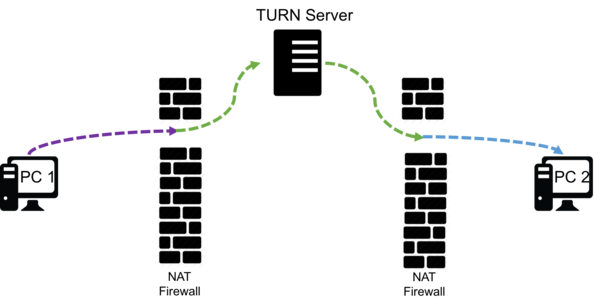 TURN Server
PC 1
PC 2
NAT
Firewall
NAT
Firewall